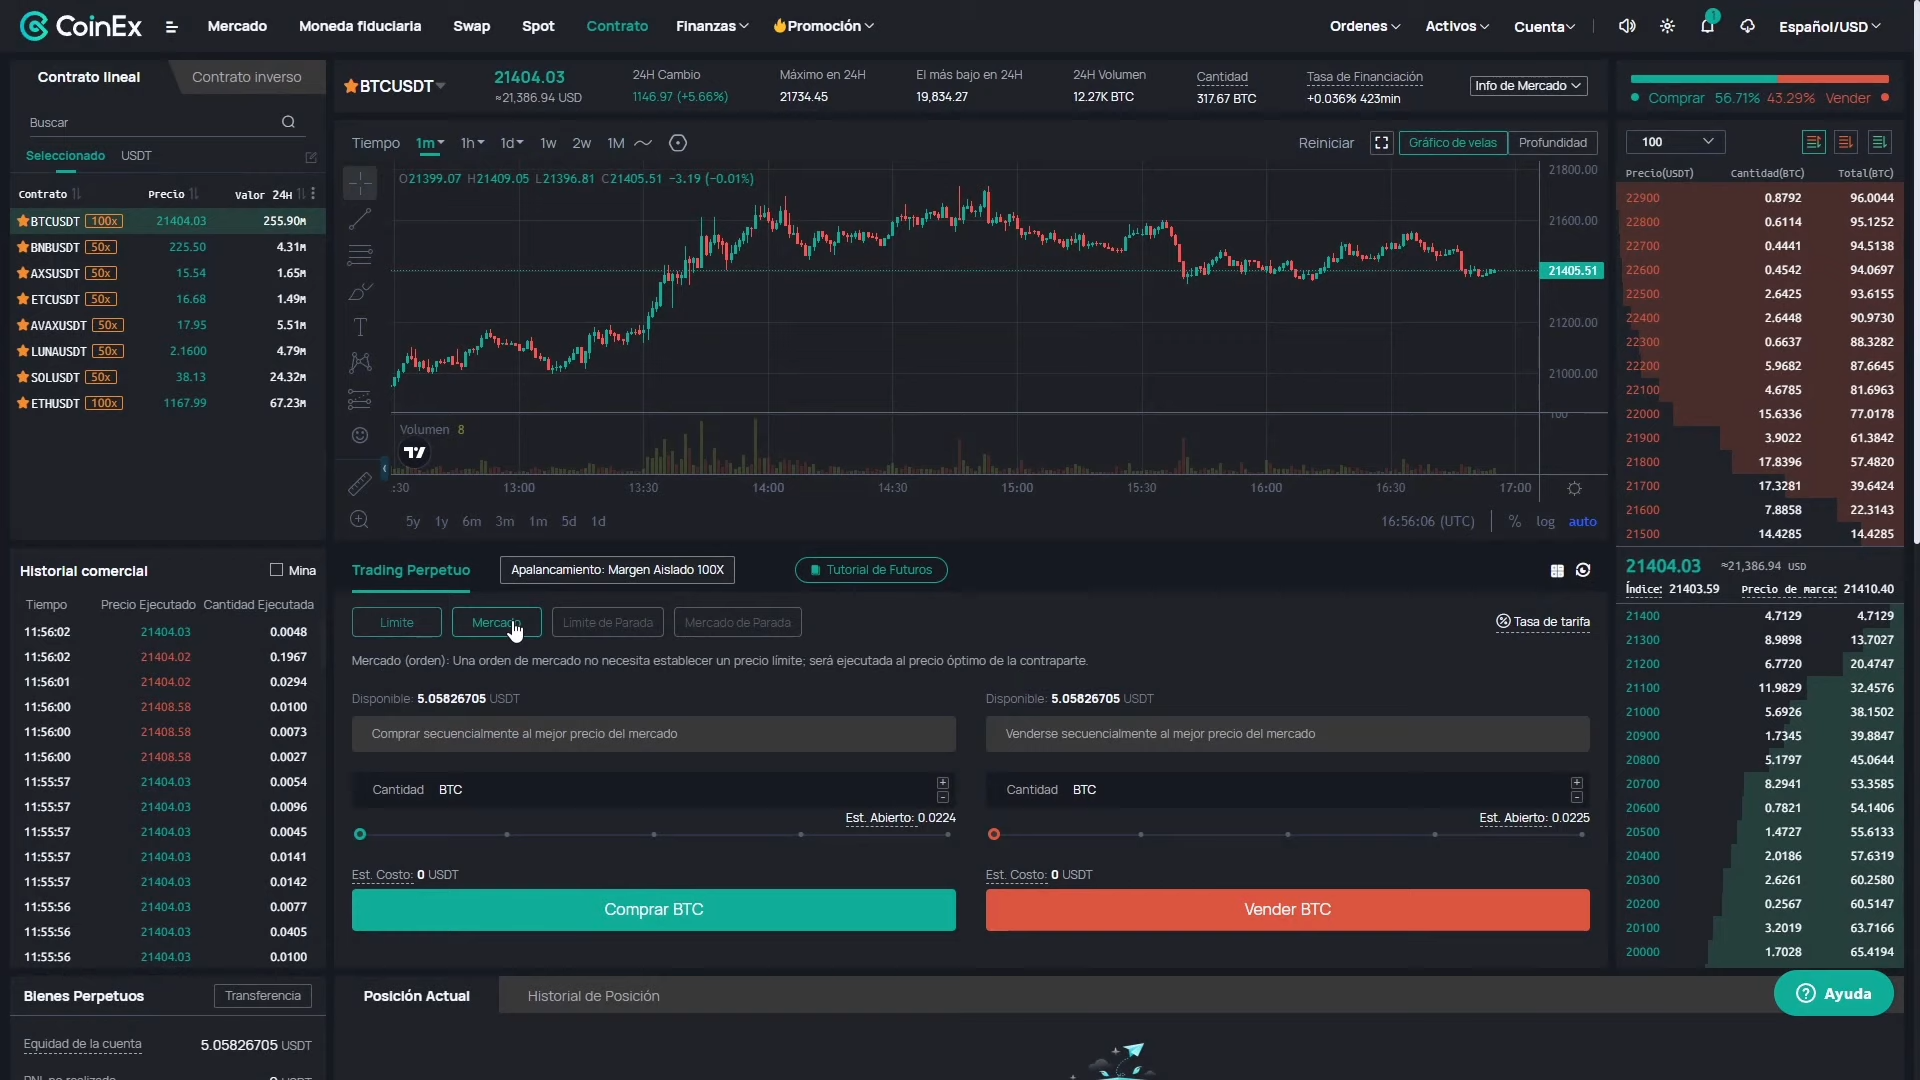 CoinEx
Mercado
Moneda fiduciaria
Swap
Spot
Contrato
Finanzas
Promoción
Ordenes
Activos
Cuenta
1
Español/USD
Contrato lineal
Contrato inverso
Buscar
Seleccionado
USDT
Contrato Precio Valor 24H
BTCUSDT 100x 21404.03 255.90M
BNBUSDT 50x 225.50 4.31M
AXSUSDT 50x 15.54 1.65M
ETCUSDT 50x 16.68 1.49M
AVAXUSDT 50x 17.95 5.51M
LUNAUSDT 50x 2.1600 4.79M
SOLUSDT 50x 38.13 24.32M
ETHUSDT 100x 1167.99 67.23M
BTCUSDT
21404.03
≈21,386.94 USD
24H Cambio
1146.97 (+5.66%)
Máximo en 24H
21734.45
El más bajo en 24H
19,834.27
24H Volumen
12.27K BTC
Cantidad
317.67 BTC
Tasa de Financiación
+0.036% 423min
Info de Mercado
Tiempo 1m 1h 1d 1w 2w 1M
Reiniciar
Gráfico de velas
Profundidad
O21399.07 H21409.05 L21396.81 C21405.51 −3.19 (−0.01%)
21800.00
21600.00
21405.51
21200.00
21000.00
100
Volumen 8
:30 13:00 13:30 14:00 14:30 15:00 15:30 16:00 16:30 17:00
5y 1y 6m 3m 1m 5d 1d
16:56:06 (UTC)
% log auto
Comprar 56.71% 43.29% Vender
100
Precio(USDT) Cantidad(BTC) Total(BTC)
22900 0.8792 96.0044
22800 0.6114 95.1252
22700 0.4441 94.5138
22600 0.4542 94.0697
22500 2.6425 93.6155
22400 2.6448 90.9730
22300 0.6637 88.3282
22200 5.9682 87.6645
22100 4.6785 81.6963
22000 15.6336 77.0178
21900 3.9022 61.3842
21800 17.8396 57.4820
21700 17.3281 39.6424
21600 7.8858 22.3143
21500 14.4285 14.4285
21404.03 ≈21,386.94 USD
Índice: 21403.59 Precio de marca: 21410.40
21400 4.7129 4.7129
21300 8.9898 13.7027
21200 6.7720 20.4747
21100 11.9829 32.4576
21000 5.6926 38.1502
20900 1.7345 39.8847
20800 5.1797 45.0644
20700 8.2941 53.3585
20600 0.7821 54.1406
20500 1.4727 55.6133
20400 2.0186 57.6319
20300 2.6261 60.2580
20200 0.2567 60.5147
20100 3.2019 63.7166
20000 1.7028 65.4194
Historial comercial
Mina
Tiempo Precio Ejecutado Cantidad Ejecutada
11:56:02 21404.03 0.0048
11:56:02 21404.02 0.1967
11:56:01 21404.02 0.0294
11:56:00 21408.58 0.0100
11:56:00 21408.58 0.0073
11:56:00 21408.58 0.0027
11:55:57 21404.03 0.0054
11:55:57 21404.03 0.0096
11:55:57 21404.03 0.0045
11:55:57 21404.03 0.0141
11:55:57 21404.03 0.0142
11:55:56 21404.03 0.0077
11:55:56 21404.03 0.0405
11:55:56 21404.03 0.0100
Trading Perpetuo
Apalancamiento: Margen Aislado 100X
Tutorial de Futuros
Limite
Mercado
Limite de Parada
Mercado de Parada
Tasa de tarifa
Mercado (orden): Una orden de mercado no necesita establecer un precio límite; será ejecutada al precio óptimo de la contraparte.
Disponible: 5.05826705 USDT
Comprar secuencialmente al mejor precio del mercado
Cantidad BTC
Est. Abierto: 0.0224
Est. Costo: 0 USDT
Comprar BTC
Disponible: 5.05826705 USDT
Venderse secuencialmente al mejor precio del mercado
Cantidad BTC
Est. Abierto: 0.0225
Est. Costo: 0 USDT
Vender BTC
Bienes Perpetuos
Transferencia
Equidad de la cuenta 5.05826705 USDT
Posición Actual
Historial de Posición
Ayuda